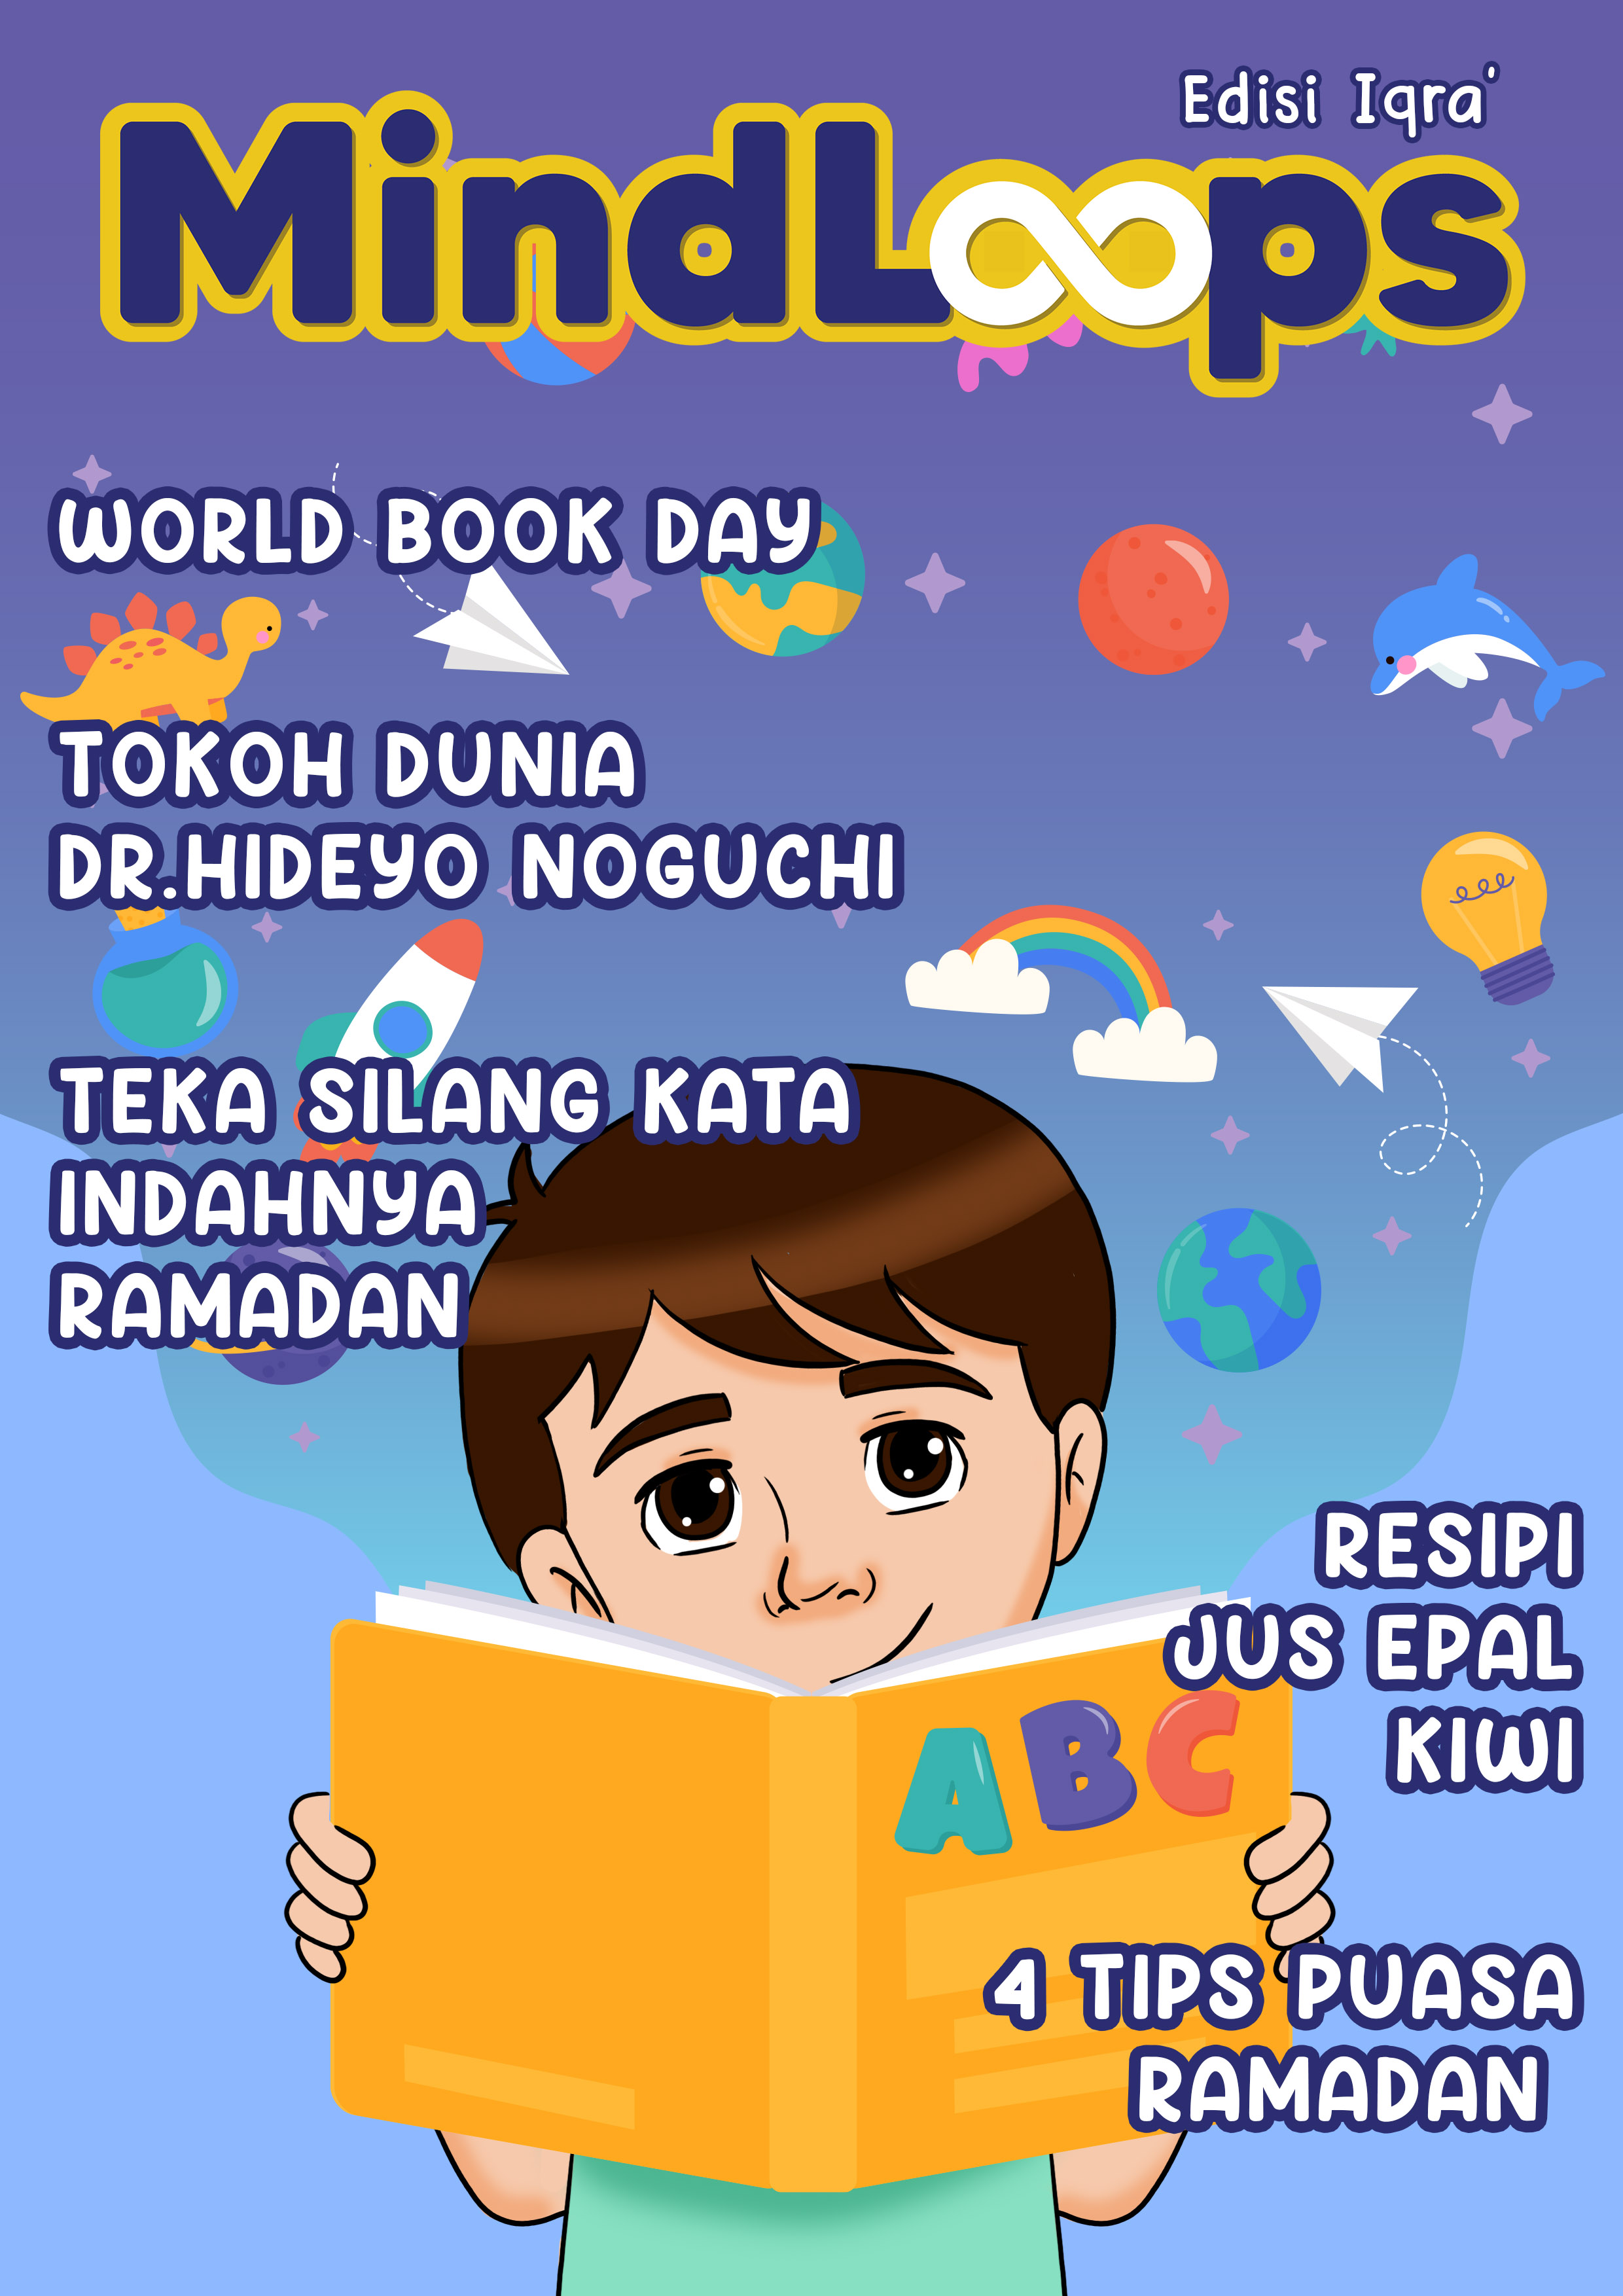 Edisi Iqra'
MindLoops
WORLD BOOK DAY
TOKOH DUNIA
DR.HIDEYO NOGUCHI
TEKA SILANG KATA
INDAHNYA
RAMADAN
RESIPI
JUS EPAL
KIWI
ABC
4 TIPS PUASA
RAMADAN